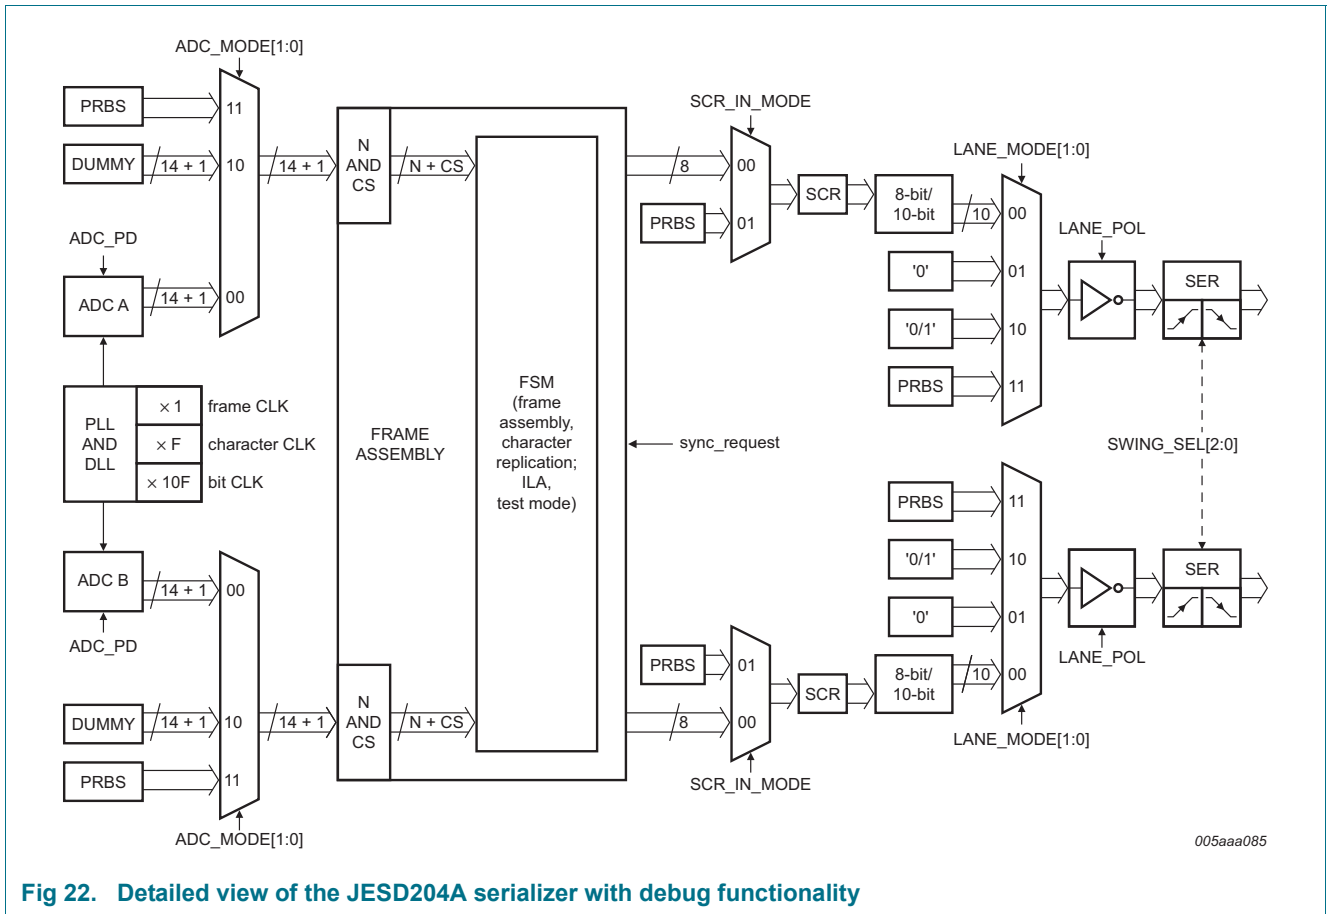 ADC_MODE[1:0]
PRBS
11
DUMMY
14 + 1
10
14 + 1
N
AND
CS
N + CS
ADC_PD
ADC A
14 + 1
00
PLL
AND
DLL
× 1
frame CLK
× F
character CLK
× 10F
bit CLK
ADC B
14 + 1
00
ADC_PD
DUMMY
14 + 1
10
14 + 1
N
AND
CS
N + CS
PRBS
11
ADC_MODE[1:0]
FRAME
ASSEMBLY
FSM
(frame
assembly,
character
replication;
ILA,
test mode)
sync_request
SCR_IN_MODE
8
00
PRBS
01
SCR
8-bit/
10-bit
10
00
LANE_MODE[1:0]
'0'
01
'0/1'
10
PRBS
11
LANE_POL
SER
SWING_SEL[2:0]
PRBS
11
'0/1'
10
'0'
01
PRBS
01
8
00
SCR
8-bit/
10-bit
10
00
SCR_IN_MODE
LANE_MODE[1:0]
LANE_POL
SER
005aaa085
Fig 22. Detailed view of the JESD204A serializer with debug functionality